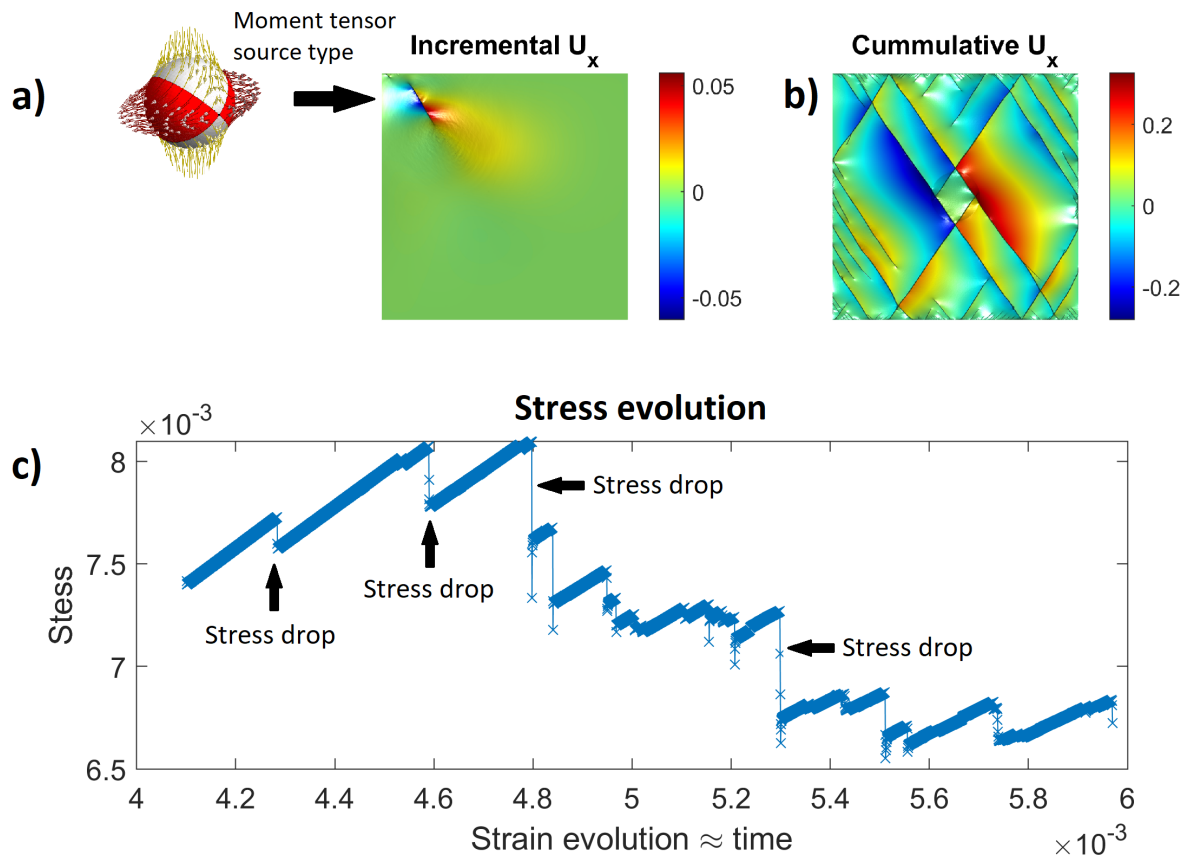 Moment tensor
source type
a)
Incremental Ux
0.05
0
-0.05
b)
Cummulative Ux
0.2
0
-0.2
c)
Stress evolution
×10-3
8
7.5
7
6.5
Stess
Stress drop
Stress drop
Stress drop
Stress drop
4
4.2
4.4
4.6
4.8
5
5.2
5.4
5.6
5.8
6
Strain evolution ≈ time
×10-3